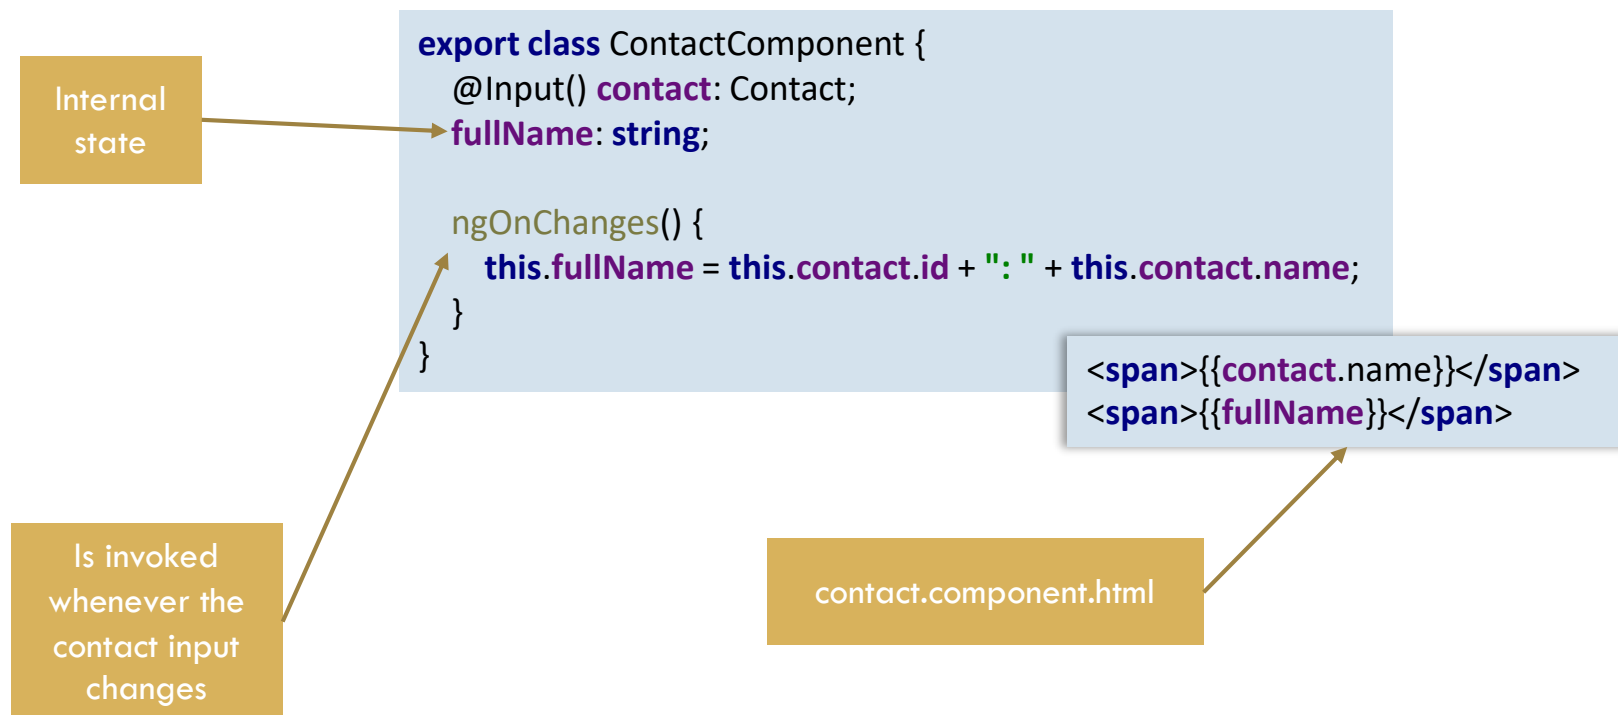 export class ContactComponent {
@Input() contact: Contact;
fullName: string;
ngOnChanges() {
this.fullName = this.contact.id + ": " + this.contact.name;
}
}
Internal
state
<span>{{contact.name}}</span>
<span>{{fullName}}</span>
Is invoked
whenever the
contact input
changes
contact.component.html